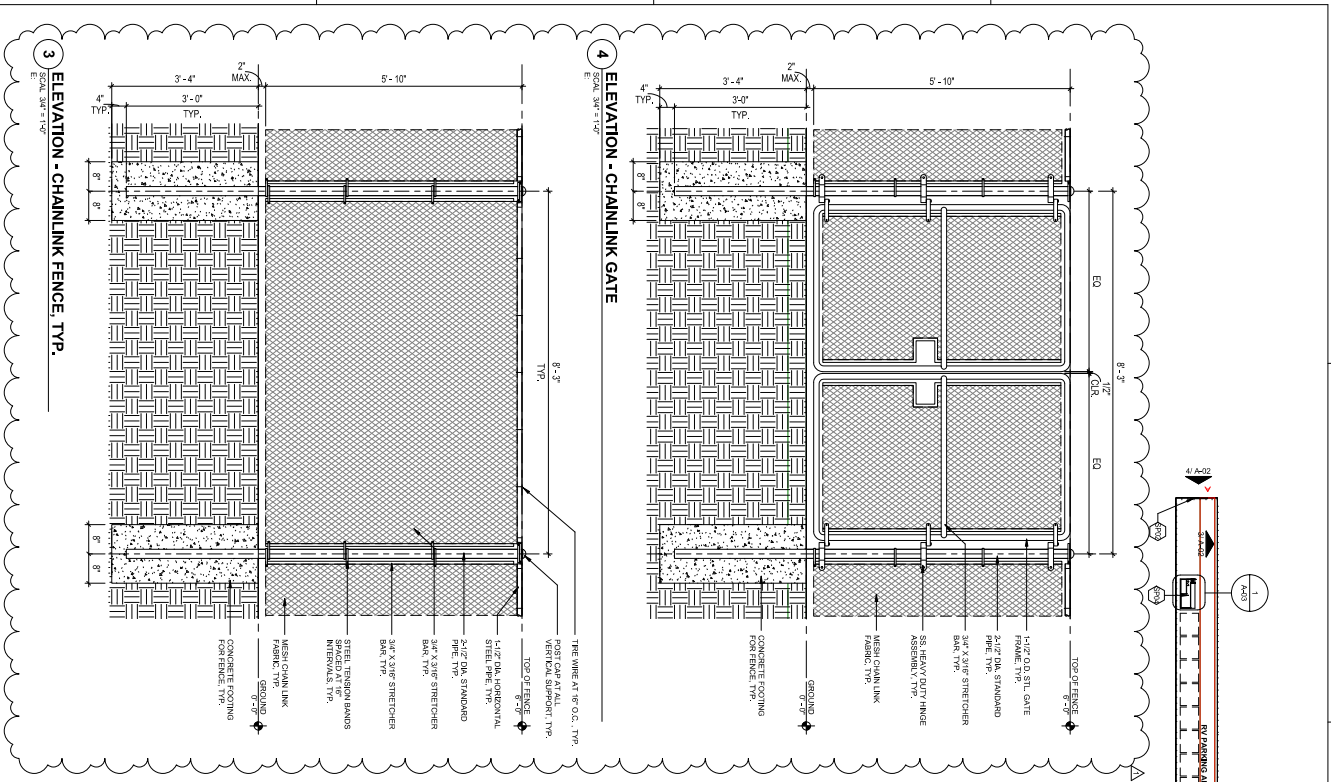 4
ELEVATION - CHAINLINK GATE
SCAL 3/4" = 1'-0"
E:
5' - 10"
2"
MAX.
3' - 4"
3'-0"
TYP.
4"
TYP.
8"
8"
8' - 3"
EQ
EQ
1/2"
CLR.
TOP OF FENCE
6' - 0"
1-1/2" O.D. STL. GATE
FRAME, TYP.
2-1/2" DIA. STANDARD
PIPE, TYP.
3/4" X 3/16" STRETCHER
BAR, TYP.
SS. HEAVY DUTY HINGE
ASSEMBLY, TYP.
MESH CHAIN LINK
FABRIC, TYP.
GROUND
0' - 0"
CONCRETE FOOTING
FOR FENCE, TYP.
3
ELEVATION - CHAINLINK FENCE, TYP.
SCAL 3/4" = 1'-0"
E:
5' - 10"
2"
MAX.
3' - 4"
3' - 0"
TYP.
4"
TYP.
8"
8"
8"
8"
8' - 3"
TYP.
TIRE WIRE AT 16" O.C. , TYP.
POST CAP AT ALL
VERTICAL SUPPORT, TYP.
TOP OF FENCE
6' - 0"
1-1/2" DIA. HORIZONTAL
STEEL PIPE, TYP.
2-1/2" DIA. STANDARD
PIPE, TYP.
3/4" X 3/16" STRETCHER
BAR, TYP.
3/4" X 3/16" STRETCHER
BAR, TYP.
STEEL TENSION BANDS
SPACED AT 16"
INTERVALS, TYP.
MESH CHAIN LINK
FABRIC, TYP.
GROUND
0' - 0"
CONCRETE FOOTING
FOR FENCE, TYP.
4/ A-02
3/ A-02
SP02
SP04
1
A-03
RV PARKING
1